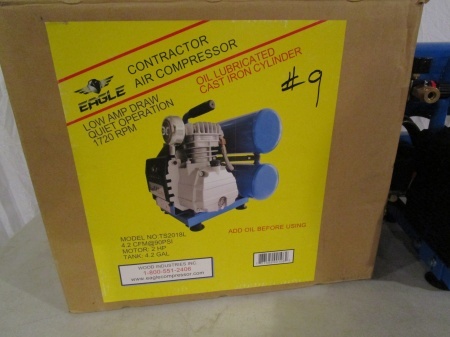 EAGLE
CONTRACTOR
AIR COMPRESSOR
OIL LUBRICATED
CAST IRON CYLINDER
# 9
LOW AMP DRAW
QUIET OPERATION
1720 RPM
ADD OIL BEFORE USING
MODEL NO:TS2018L
4.2 CFM@90PSI
MOTOR: 2 HP
TANK: 4.2 GAL
WOOD INDUSTRIES INC.
1-800-551-2406
www.eaglecompressor.com